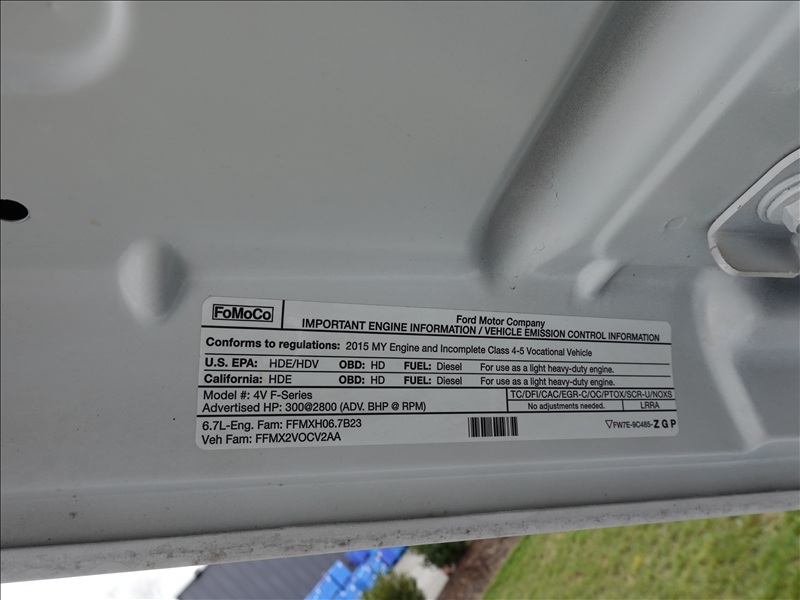 FoMoCo
Ford Motor Company
IMPORTANT ENGINE INFORMATION / VEHICLE EMISSION CONTROL INFORMATION
Conforms to regulations: 2015 MY Engine and Incomplete Class 4-5 Vocational Vehicle
U.S. EPA: HDE/HDV OBD: HD FUEL: Diesel For use as a light heavy-duty engine.
California: HDE OBD: HD FUEL: Diesel For use as a light heavy-duty engine.
Model #: 4V F-Series
TC/DFI/CAC/EGR-C/OC/PTOX/SCR-U/NOXS
Advertised HP: 300@2800 (ADV. BHP @ RPM)
No adjustments needed. LRRA
6.7L-Eng. Fam: FFMXH06.7B23
Veh Fam: FFMX2VOCV2AA
FW7E-9C485-ZGP